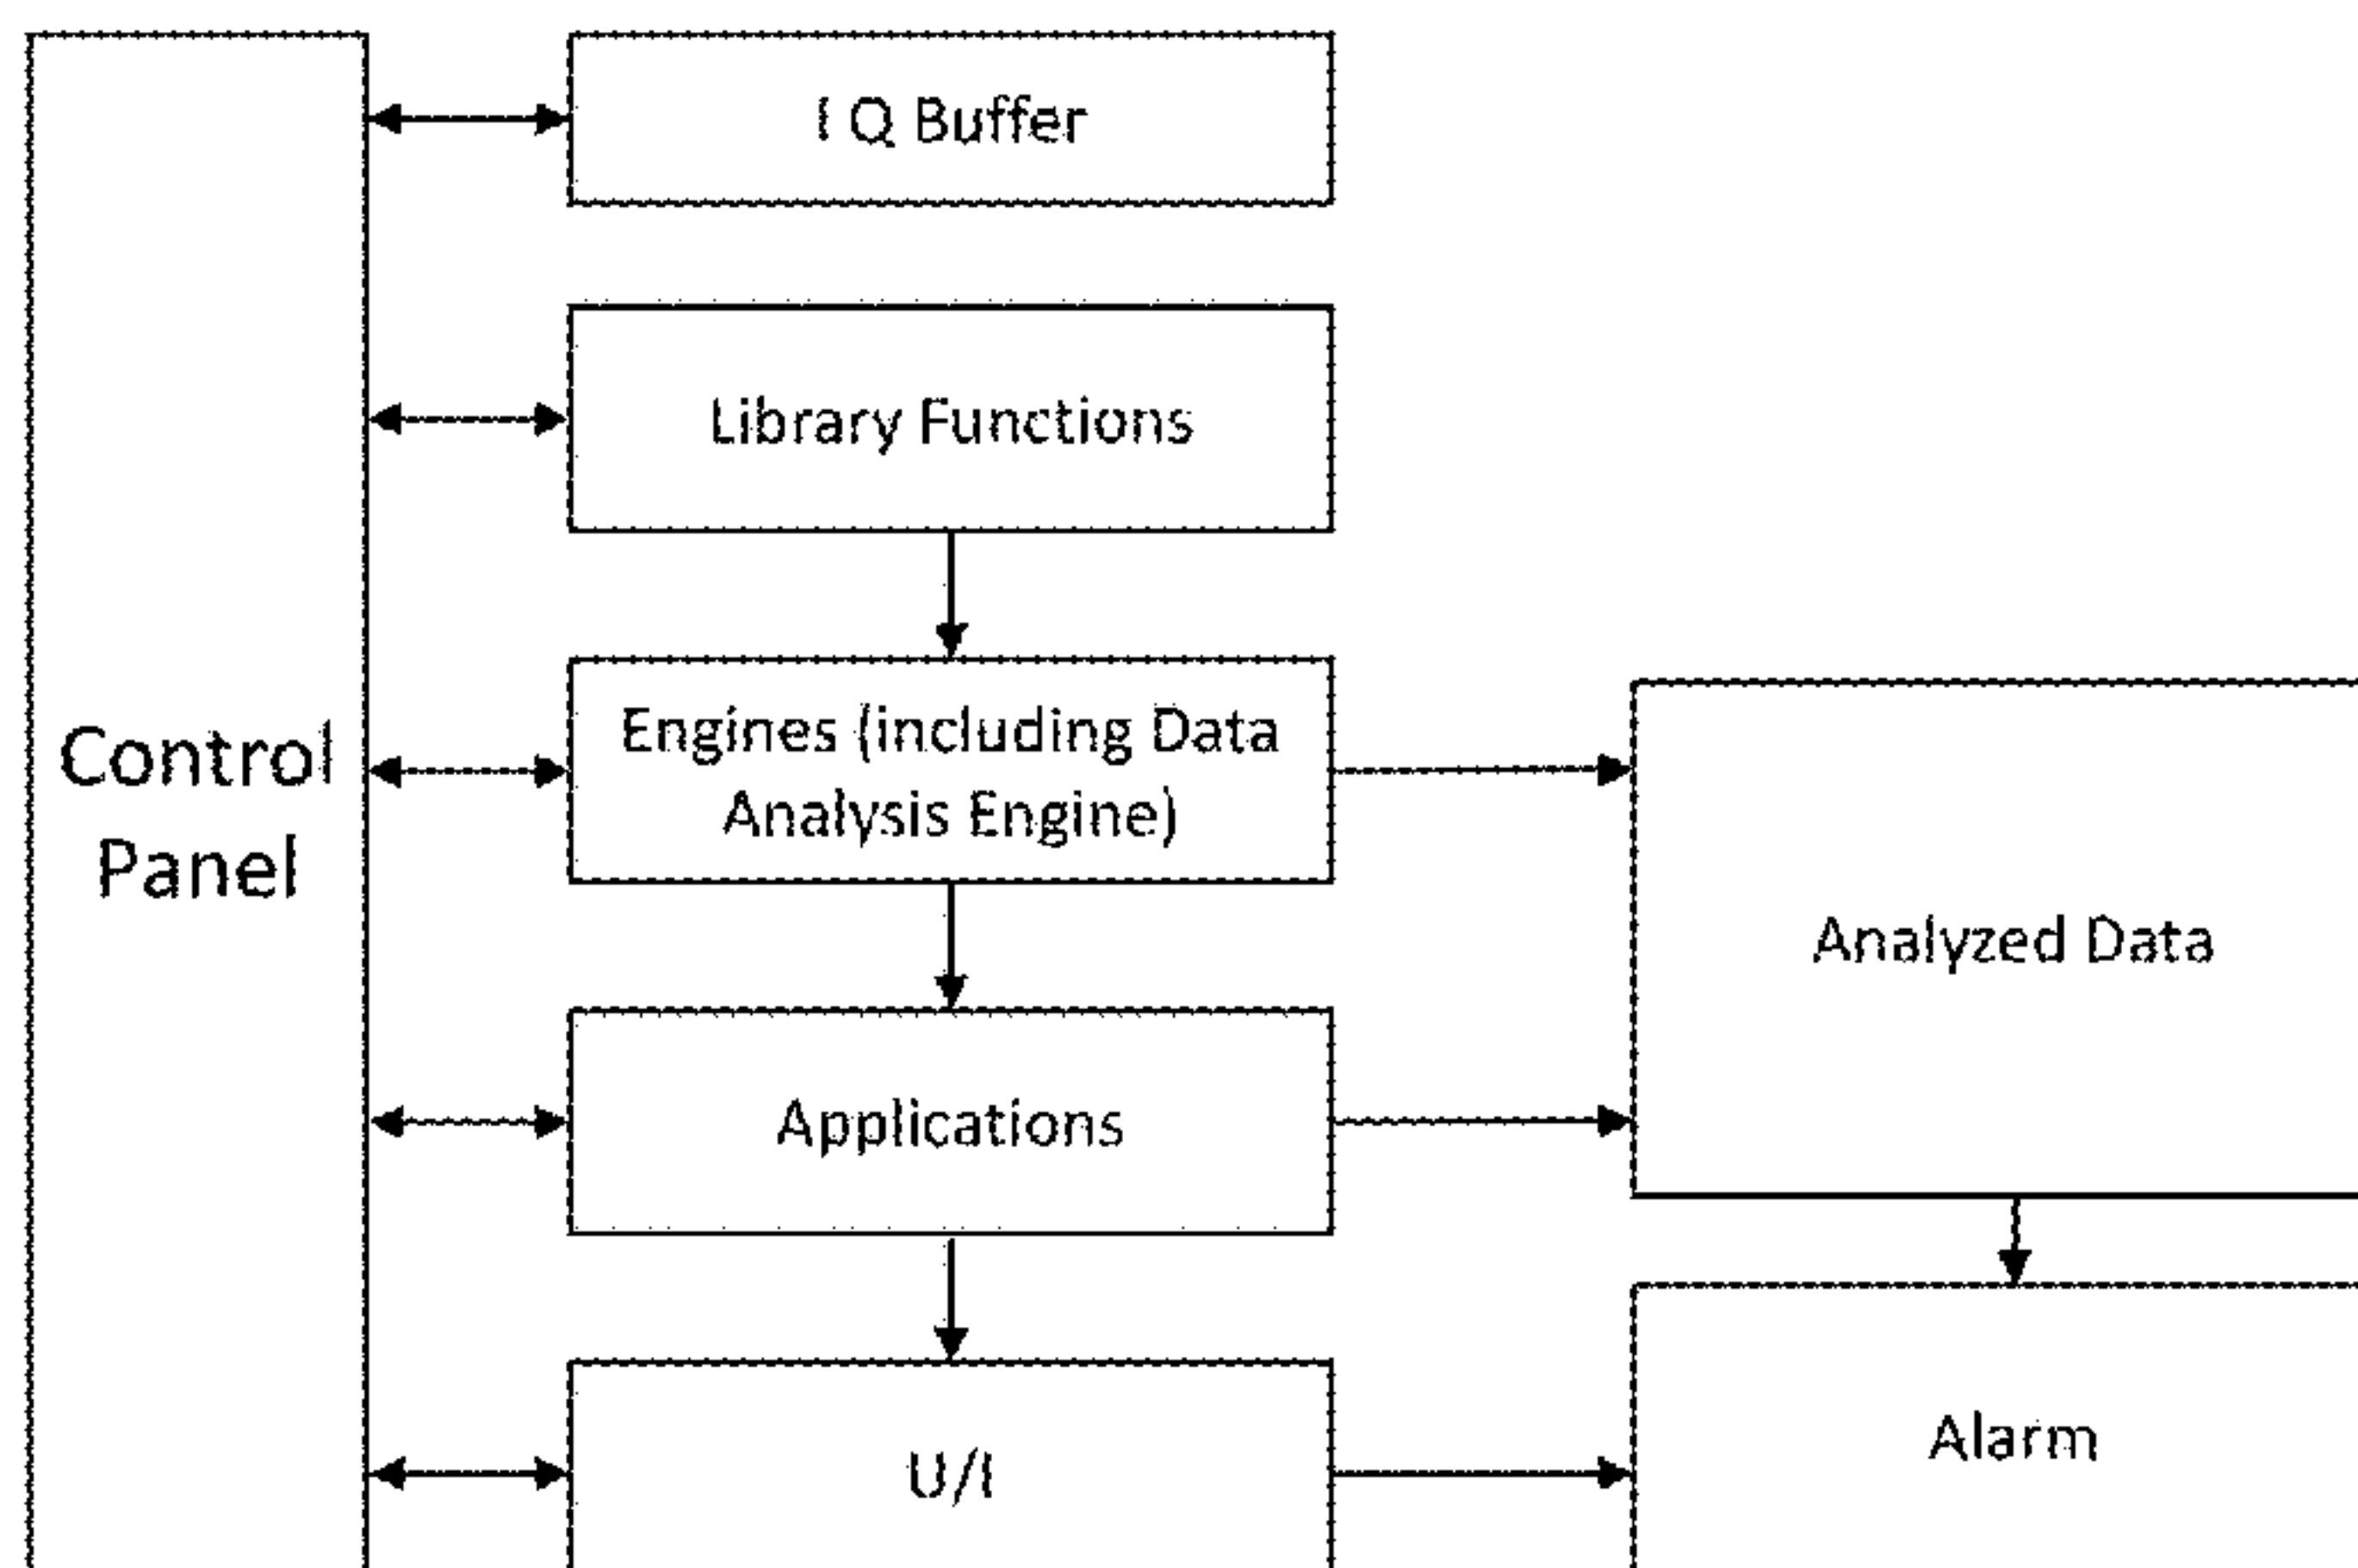 I Q Buffer
Library Functions
Control
Panel
Engines (including Data
Analysis Engine)
Analyzed Data
Applications
U/I
Alarm